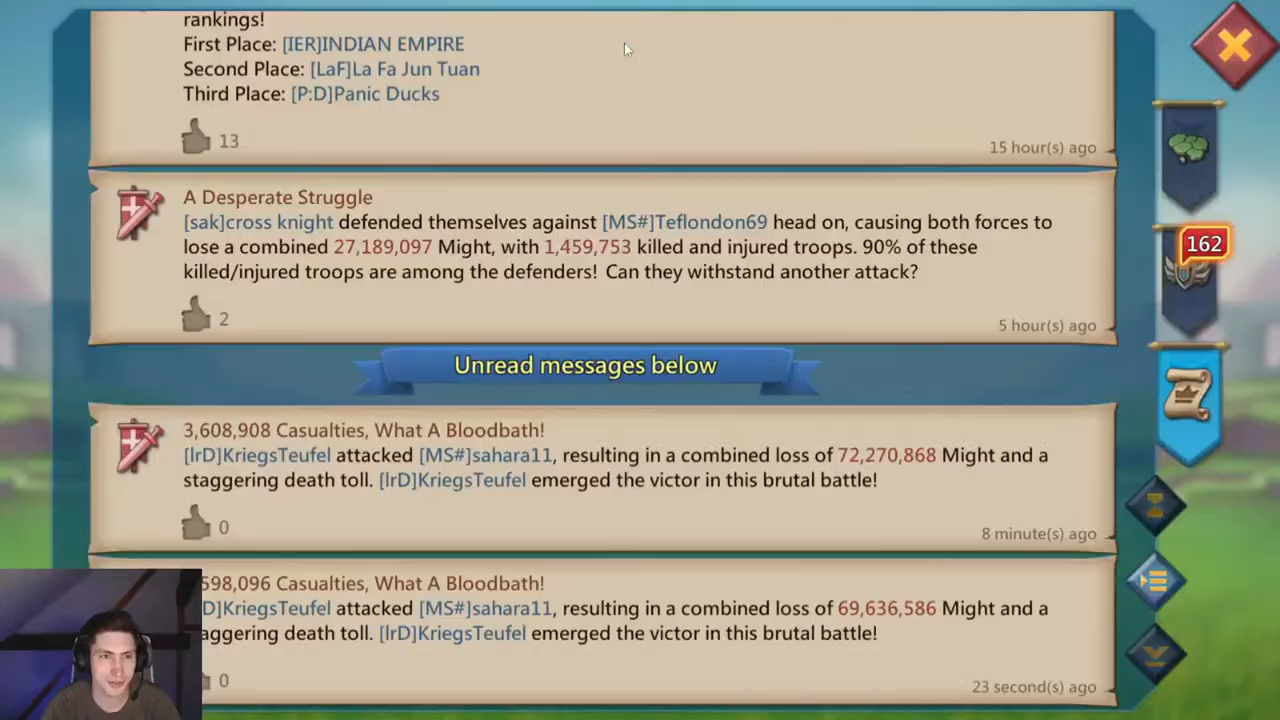 rankings!
First Place: [IER]INDIAN EMPIRE
Second Place: [LaF]La Fa Jun Tuan
Third Place: [P:D]Panic Ducks
13
15 hour(s) ago
A Desperate Struggle
[sak]cross knight defended themselves against [MS#]Teflondon69 head on, causing both forces to
lose a combined 27,189,097 Might, with 1,459,753 killed and injured troops. 90% of these
killed/injured troops are among the defenders! Can they withstand another attack?
2
5 hour(s) ago
162
Unread messages below
3,608,908 Casualties, What A Bloodbath!
[lrD]KriegsTeufel attacked [MS#]sahara11, resulting in a combined loss of 72,270,868 Might and a
staggering death toll. [lrD]KriegsTeufel emerged the victor in this brutal battle!
0
8 minute(s) ago
598,096 Casualties, What A Bloodbath!
D]KriegsTeufel attacked [MS#]sahara11, resulting in a combined loss of 69,636,586 Might and a
aggering death toll. [lrD]KriegsTeufel emerged the victor in this brutal battle!
0
23 second(s) ago